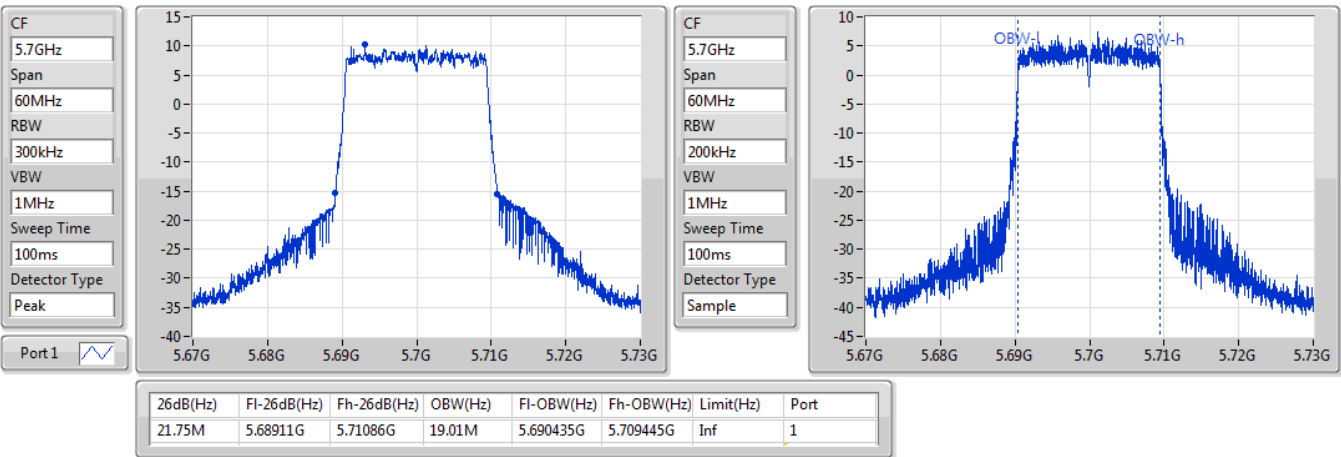 CF
5.7GHz
Span
60MHz
RBW
300kHz
VBW
1MHz
Sweep Time
100ms
Detector Type
Peak
Port 1
15
10
5
0
-5
-10
-15
-20
-25
-30
-35
-40
5.67G 5.68G 5.69G 5.7G 5.71G 5.72G 5.73G
CF
5.7GHz
Span
60MHz
RBW
200kHz
VBW
1MHz
Sweep Time
100ms
Detector Type
Sample
10
5
0
-5
-10
-15
-20
-25
-30
-35
-40
-45
OBW-l OBW-h
5.67G 5.68G 5.69G 5.7G 5.71G 5.72G 5.73G
26dB(Hz) Fl-26dB(Hz) Fh-26dB(Hz) OBW(Hz) Fl-OBW(Hz) Fh-OBW(Hz) Limit(Hz) Port
21.75M 5.68911G 5.71086G 19.01M 5.690435G 5.709445G Inf 1